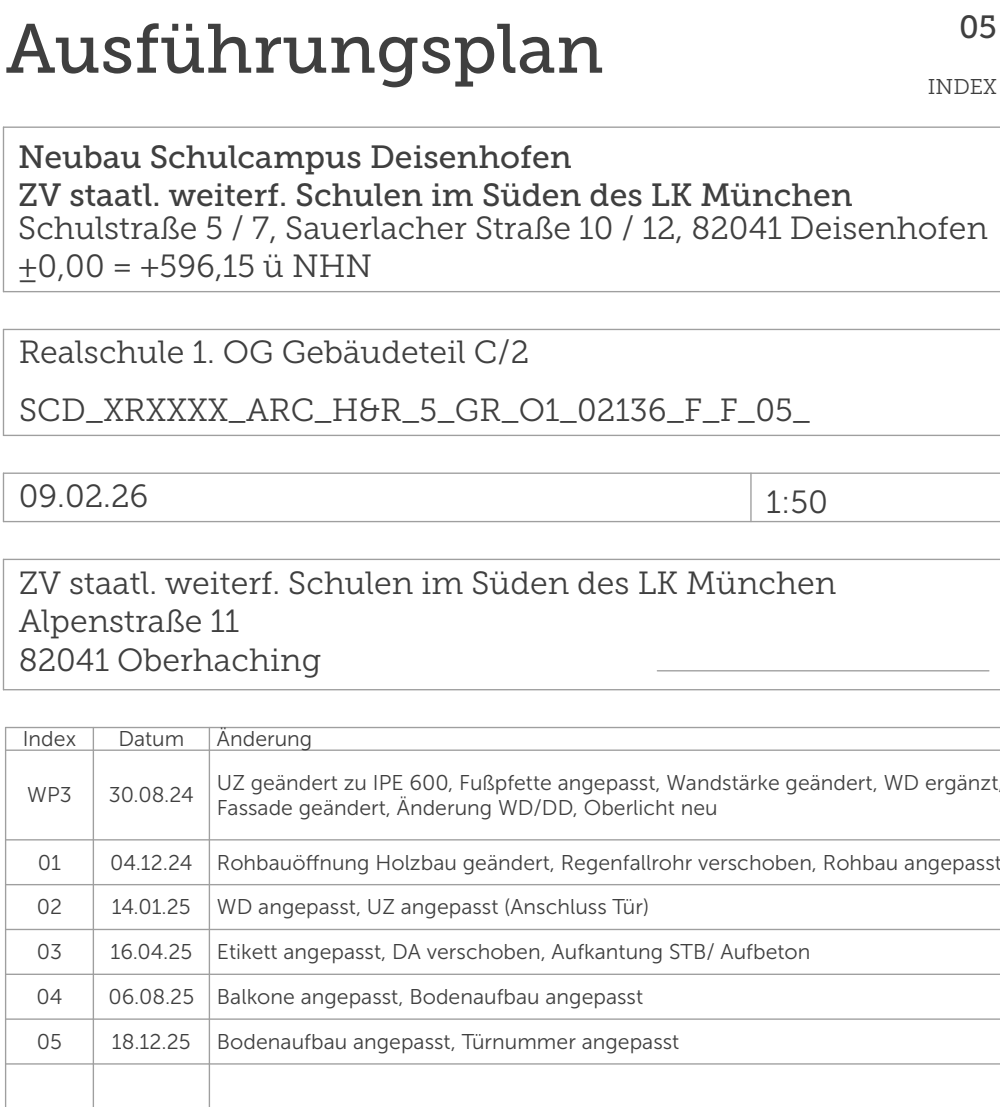 Ausführungsplan
05
INDEX
Neubau Schulcampus Deisenhofen
ZV staatl. weiterf. Schulen im Süden des LK München
Schulstraße 5 / 7, Sauerlacher Straße 10 / 12, 82041 Deisenhofen
±0,00 = +596,15 ü NHN
Realschule 1. OG Gebäudeteil C/2
SCD_XRXXXX_ARC_H&R_5_GR_O1_02136_F_F_05_
09.02.26
1:50
ZV staatl. weiterf. Schulen im Süden des LK München
Alpenstraße 11
82041 Oberhaching
Index Datum Änderung
WP3 30.08.24 UZ geändert zu IPE 600, Fußpfette angepasst, Wandstärke geändert, WD ergänzt,
Fassade geändert, Änderung WD/DD, Oberlicht neu
01 04.12.24 Rohbauöffnung Holzbau geändert, Regenfallrohr verschoben, Rohbau angepasst
02 14.01.25 WD angepasst, UZ angepasst (Anschluss Tür)
03 16.04.25 Etikett angepasst, DA verschoben, Aufkantung STB/ Aufbeton
04 06.08.25 Balkone angepasst, Bodenaufbau angepasst
05 18.12.25 Bodenaufbau angepasst, Türnummer angepasst